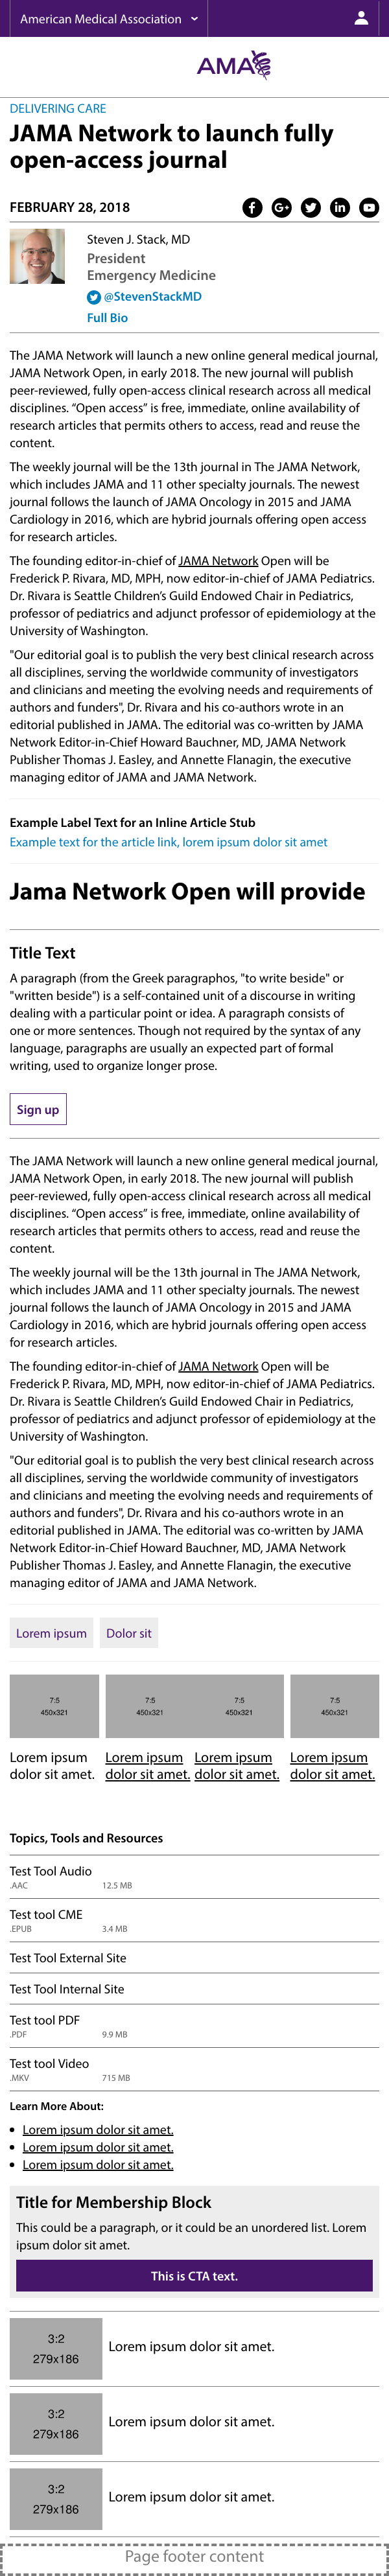 American Medical Association
AMA
DELIVERING CARE
JAMA Network to launch fully
open-access journal
FEBRUARY 28, 2018
Steven J. Stack, MD
President
Emergency Medicine
@StevenStackMD
Full Bio
The JAMA Network will launch a new online general medical journal,
JAMA Network Open, in early 2018. The new journal will publish
peer-reviewed, fully open-access clinical research across all medical
disciplines. “Open access” is free, immediate, online availability of
research articles that permits others to access, read and reuse the
content.
The weekly journal will be the 13th journal in The JAMA Network,
which includes JAMA and 11 other specialty journals. The newest
journal follows the launch of JAMA Oncology in 2015 and JAMA
Cardiology in 2016, which are hybrid journals offering open access
for research articles.
The founding editor-in-chief of JAMA Network Open will be
Frederick P. Rivara, MD, MPH, now editor-in-chief of JAMA Pediatrics.
Dr. Rivara is Seattle Children’s Guild Endowed Chair in Pediatrics,
professor of pediatrics and adjunct professor of epidemiology at the
University of Washington.
"Our editorial goal is to publish the very best clinical research across
all disciplines, serving the worldwide community of investigators
and clinicians and meeting the evolving needs and requirements of
authors and funders", Dr. Rivara and his co-authors wrote in an
editorial published in JAMA. The editorial was co-written by JAMA
Network Editor-in-Chief Howard Bauchner, MD, JAMA Network
Publisher Thomas J. Easley, and Annette Flanagin, the executive
managing editor of JAMA and JAMA Network.
Example Label Text for an Inline Article Stub
Example text for the article link, lorem ipsum dolor sit amet
Jama Network Open will provide
Title Text
A paragraph (from the Greek paragraphos, "to write beside" or
"written beside") is a self-contained unit of a discourse in writing
dealing with a particular point or idea. A paragraph consists of
one or more sentences. Though not required by the syntax of any
language, paragraphs are usually an expected part of formal
writing, used to organize longer prose.
Sign up
The JAMA Network will launch a new online general medical journal,
JAMA Network Open, in early 2018. The new journal will publish
peer-reviewed, fully open-access clinical research across all medical
disciplines. “Open access” is free, immediate, online availability of
research articles that permits others to access, read and reuse the
content.
The weekly journal will be the 13th journal in The JAMA Network,
which includes JAMA and 11 other specialty journals. The newest
journal follows the launch of JAMA Oncology in 2015 and JAMA
Cardiology in 2016, which are hybrid journals offering open access
for research articles.
The founding editor-in-chief of JAMA Network Open will be
Frederick P. Rivara, MD, MPH, now editor-in-chief of JAMA Pediatrics.
Dr. Rivara is Seattle Children’s Guild Endowed Chair in Pediatrics,
professor of pediatrics and adjunct professor of epidemiology at the
University of Washington.
"Our editorial goal is to publish the very best clinical research across
all disciplines, serving the worldwide community of investigators
and clinicians and meeting the evolving needs and requirements of
authors and funders", Dr. Rivara and his co-authors wrote in an
editorial published in JAMA. The editorial was co-written by JAMA
Network Editor-in-Chief Howard Bauchner, MD, JAMA Network
Publisher Thomas J. Easley, and Annette Flanagin, the executive
managing editor of JAMA and JAMA Network.
Lorem ipsum Dolor sit
7:5 7:5 7:5 7:5
450x321 450x321 450x321 450x321
Lorem ipsum Lorem ipsum Lorem ipsum Lorem ipsum
dolor sit amet. dolor sit amet. dolor sit amet. dolor sit amet.
Topics, Tools and Resources
Test Tool Audio
.AAC 12.5 MB
Test tool CME
.EPUB 3.4 MB
Test Tool External Site
Test Tool Internal Site
Test tool PDF
.PDF 9.9 MB
Test tool Video
.MKV 715 MB
Learn More About:
Lorem ipsum dolor sit amet.
Lorem ipsum dolor sit amet.
Lorem ipsum dolor sit amet.
Title for Membership Block
This could be a paragraph, or it could be an unordered list. Lorem
ipsum dolor sit amet.
This is CTA text.
3:2
279x186
Lorem ipsum dolor sit amet.
3:2
279x186
Lorem ipsum dolor sit amet.
3:2
279x186
Lorem ipsum dolor sit amet.
Page footer content